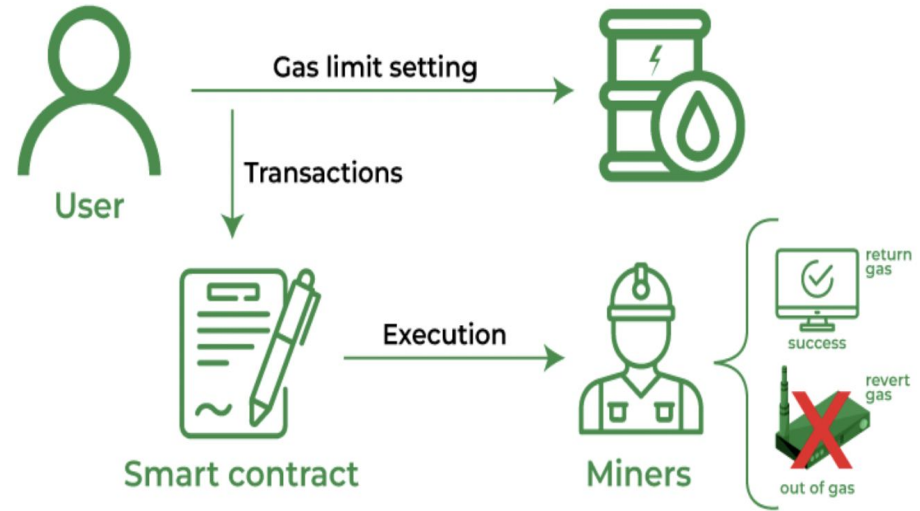 Gas limit setting
User
Transactions
Smart contract
Execution
Miners
return
gas
success
revert
gas
out of gas